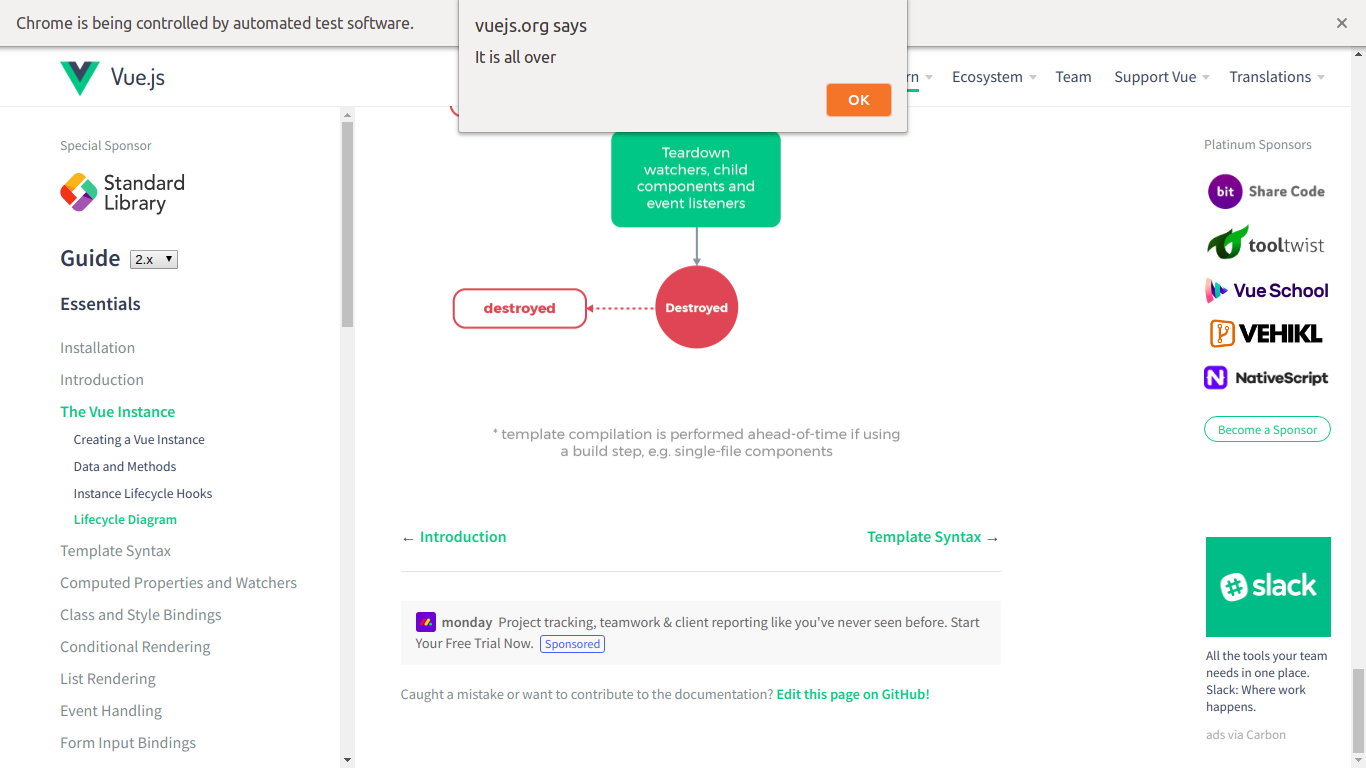 Chrome is being controlled by automated test software.
vuejs.org says
It is all over
OK
Vue.js
rn
Ecosystem
Team
Support Vue
Translations
Special Sponsor
Standard
Library
Guide
2.x
Essentials
Installation
Introduction
The Vue Instance
Creating a Vue Instance
Data and Methods
Instance Lifecycle Hooks
Lifecycle Diagram
Template Syntax
Computed Properties and Watchers
Class and Style Bindings
Conditional Rendering
List Rendering
Event Handling
Form Input Bindings
Teardown
watchers, child
components and
event listeners
destroyed
Destroyed
* template compilation is performed ahead-of-time if using
a build step, e.g. single-file components
← Introduction
Template Syntax →
monday Project tracking, teamwork & client reporting like you've never seen before. Start
Your Free Trial Now. Sponsored
Caught a mistake or want to contribute to the documentation? Edit this page on GitHub!
Platinum Sponsors
bit Share Code
tooltwist
Vue School
VEHIKL
NativeScript
Become a Sponsor
slack
All the tools your team
needs in one place.
Slack: Where work
happens.
ads via Carbon